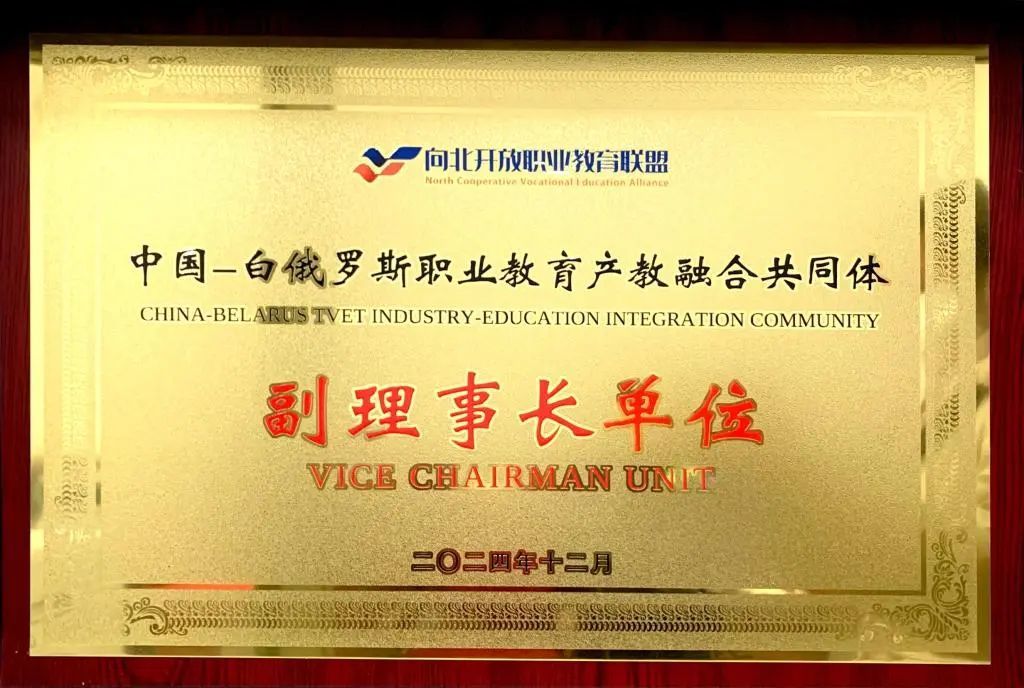 向北开放职业教育联盟
North Cooperative Vocational Education Alliance
中国–白俄罗斯职业教育产教融合共同体
CHINA-BELARUS TVET INDUSTRY-EDUCATION INTEGRATION COMMUNITY
副理事长单位
VICE CHAIRMAN UNIT
二〇二四年十二月